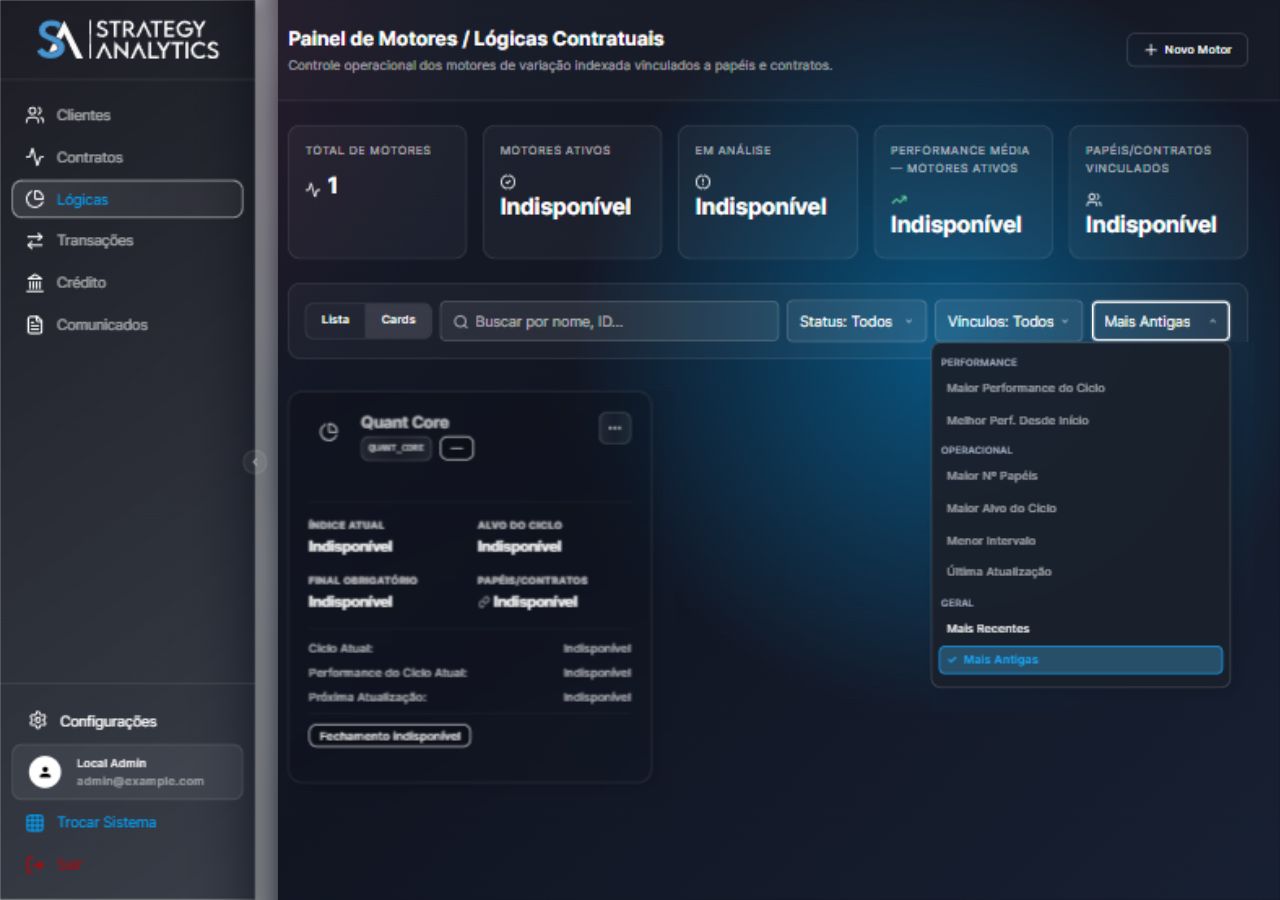 STRATEGY
ANALYTICS
Clientes
Contratos
Lógicas
Transações
Crédito
Comunicados
Configurações
Local Admin
admin@example.com
Trocar Sistema
Sair
Painel de Motores / Lógicas Contratuais
Controle operacional dos motores de variação indexada vinculados a papéis e contratos.
Novo Motor
TOTAL DE MOTORES
1
MOTORES ATIVOS
Indisponível
EM ANÁLISE
Indisponível
PERFORMANCE MÉDIA
— MOTORES ATIVOS
Indisponível
PAPÉIS/CONTRATOS
VINCULADOS
Indisponível
Lista
Cards
Buscar por nome, ID...
Status: Todos
Vínculos: Todos
Mais Antigas
PERFORMANCE
Maior Performance do Ciclo
Melhor Perf. Desde Início
OPERACIONAL
Maior Nº Papéis
Maior Alvo do Ciclo
Menor Intervalo
Última Atualização
GERAL
Mais Recentes
Mais Antigas
Quant Core
QUANT_CORE
—
ÍNDICE ATUAL
Indisponível
ALVO DO CICLO
Indisponível
FINAL OBRIGATÓRIO
Indisponível
PAPÉIS/CONTRATOS
Indisponível
Ciclo Atual:
Indisponível
Performance do Ciclo Atual:
Indisponível
Próxima Atualização:
Indisponível
Fechamento indisponível